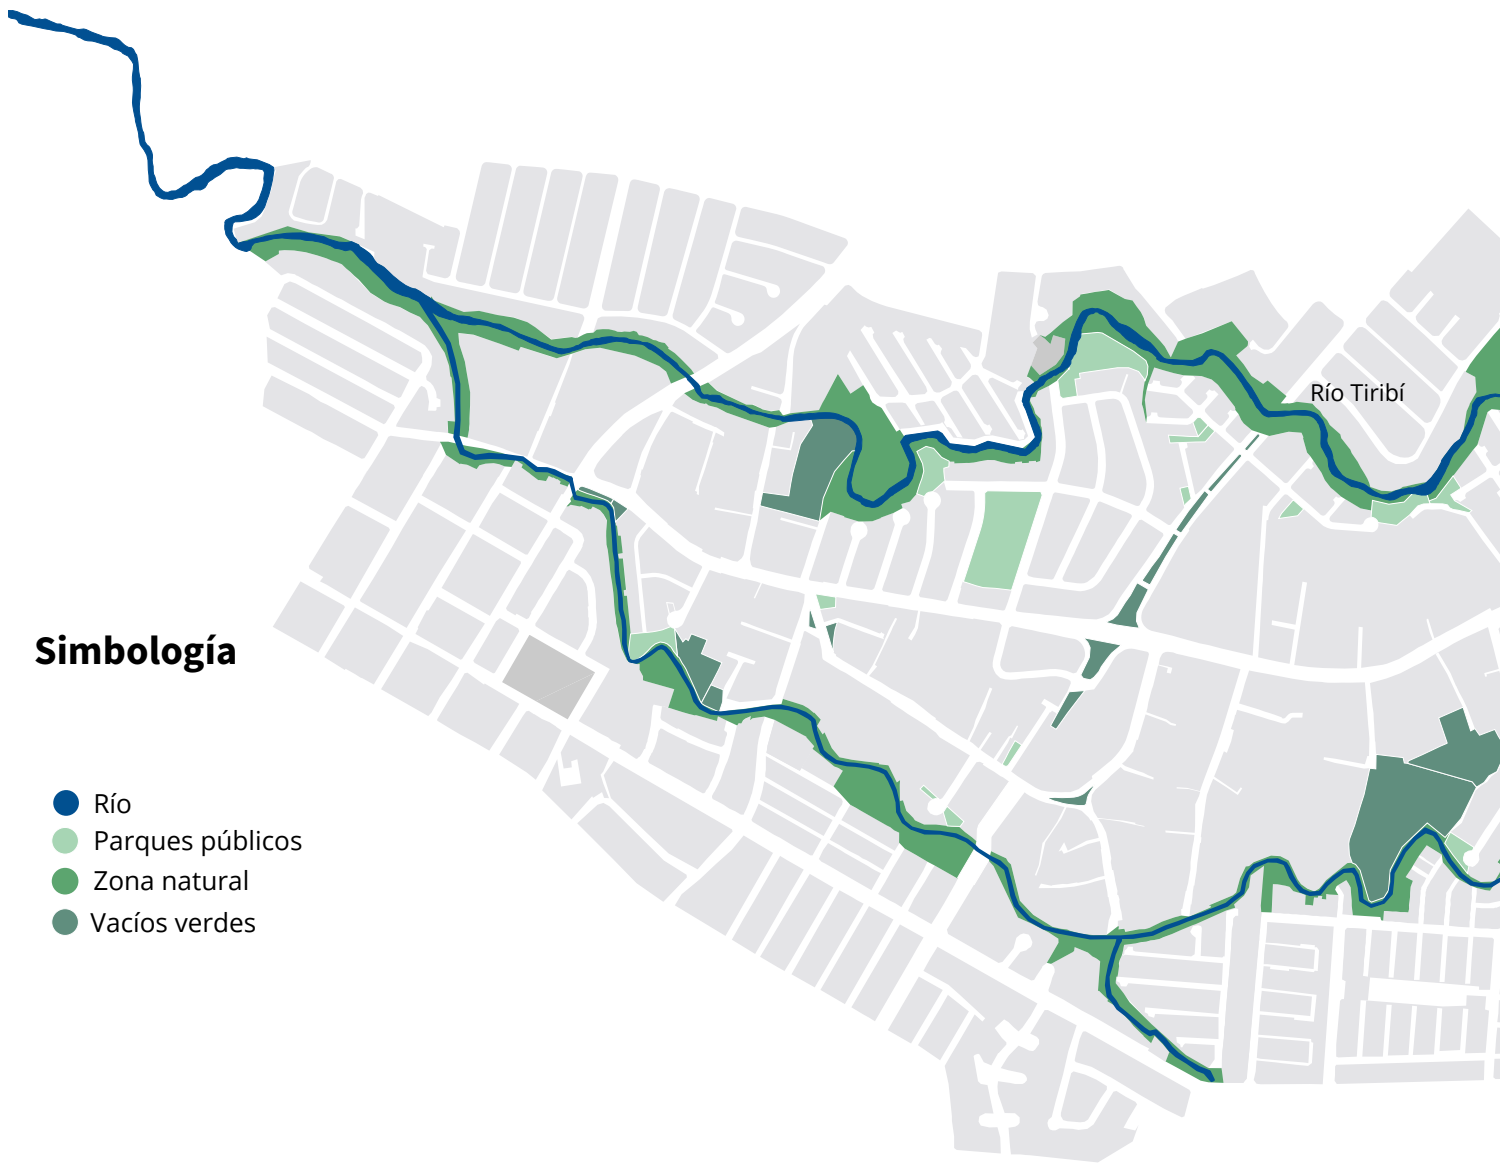 Río Tiribí
Simbología
Río
Parques públicos
Zona natural
Vacíos verdes